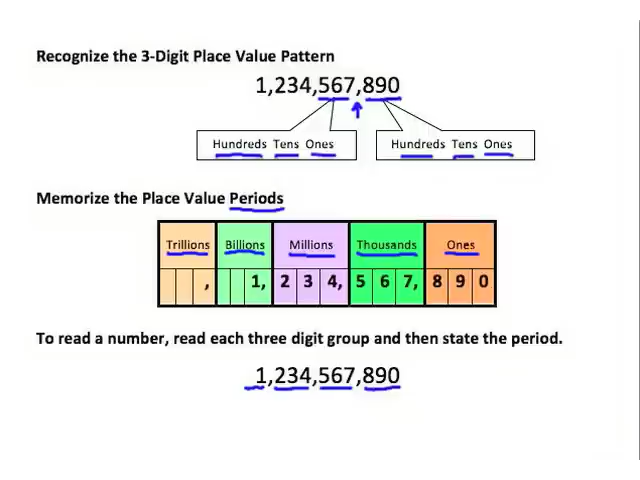 Recognize the 3-Digit Place Value Pattern
1,234,567,890
Hundreds Tens Ones Hundreds Tens Ones
Memorize the Place Value Periods
Trillions Billions Millions Thousands Ones
, 1, 2 3 4, 5 6 7, 8 9 0
To read a number, read each three digit group and then state the period.
1,234,567,890